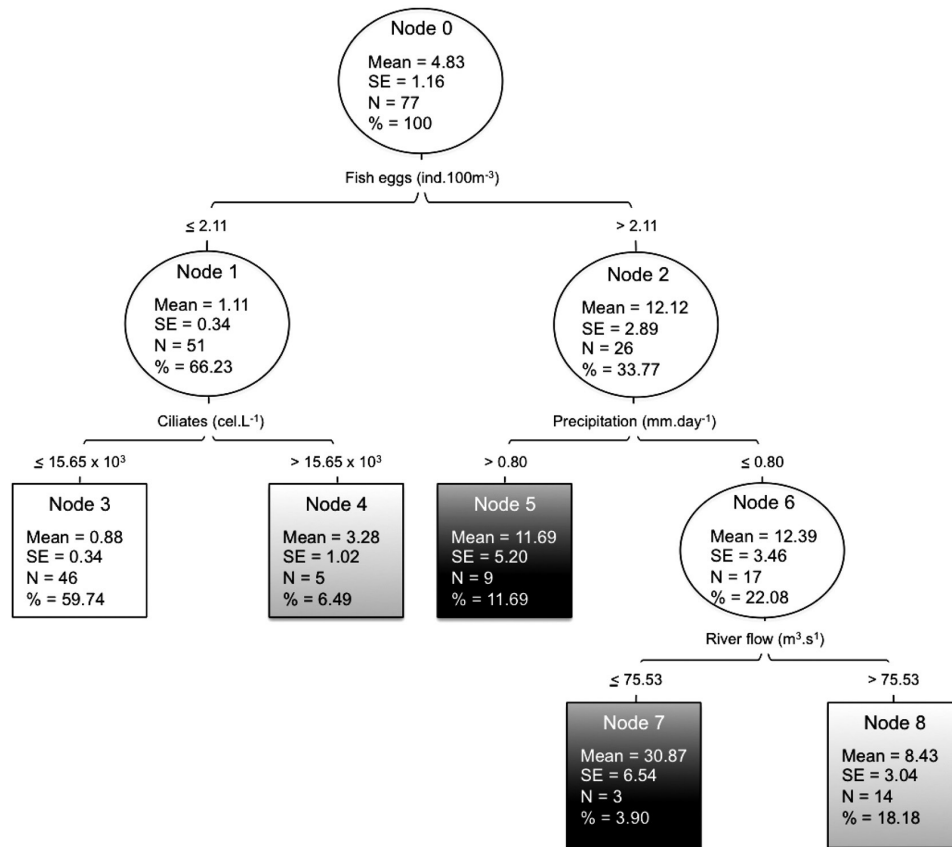 Node 0
Mean = 4.83
SE = 1.16
N = 77
% = 100
Fish eggs (ind.100m⁻³)
≤ 2.11
> 2.11
Node 1
Mean = 1.11
SE = 0.34
N = 51
% = 66.23
Node 2
Mean = 12.12
SE = 2.89
N = 26
% = 33.77
Ciliates (cel.L⁻¹)
Precipitation (mm.day⁻¹)
≤ 15.65 x 10³
> 15.65 x 10³
> 0.80
≤ 0.80
Node 3
Mean = 0.88
SE = 0.34
N = 46
% = 59.74
Node 4
Mean = 3.28
SE = 1.02
N = 5
% = 6.49
Node 5
Mean = 11.69
SE = 5.20
N = 9
% = 11.69
Node 6
Mean = 12.39
SE = 3.46
N = 17
% = 22.08
River flow (m³.s¹)
≤ 75.53
> 75.53
Node 7
Mean = 30.87
SE = 6.54
N = 3
% = 3.90
Node 8
Mean = 8.43
SE = 3.04
N = 14
% = 18.18